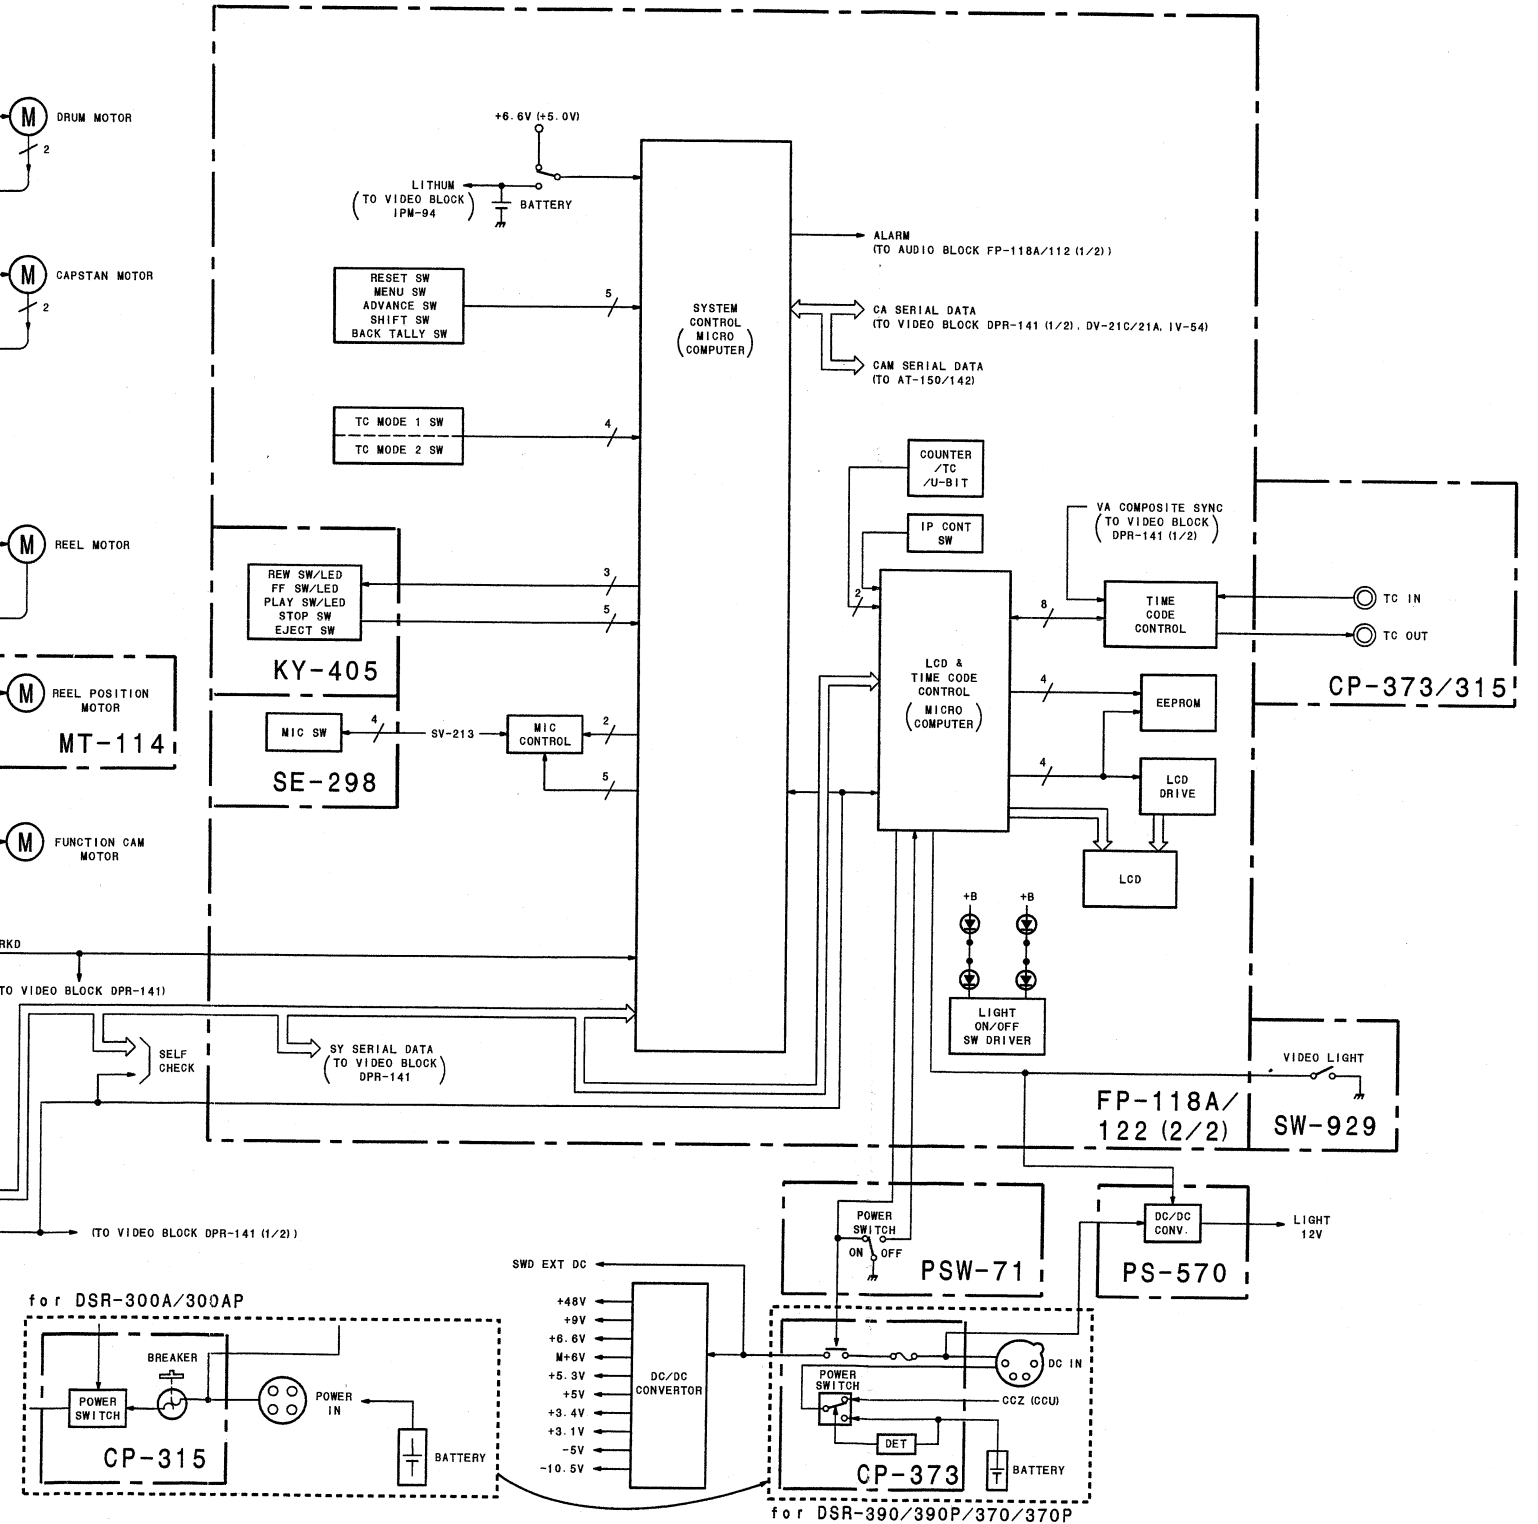 DRUM MOTOR
M
2
CAPSTAN MOTOR
M
2
REEL MOTOR
M
REEL POSITION
MOTOR
M
MT-114
FUNCTION CAM
MOTOR
M
RKD
TO VIDEO BLOCK DPR-141)
SELF
CHECK
(TO VIDEO BLOCK DPR-141 (1/2))
+6.6V (+5.0V)
LITHUM
(TO VIDEO BLOCK
IPM-94)
BATTERY
RESET SW
MENU SW
ADVANCE SW
SHIFT SW
BACK TALLY SW
5
TC MODE 1 SW
TC MODE 2 SW
4
REW SW/LED
FF SW/LED
PLAY SW/LED
STOP SW
EJECT SW
3
5
KY-405
MIC SW
4
SV-213
MIC
CONTROL
2
5
SE-298
SY SERIAL DATA
(TO VIDEO BLOCK
DPR-141)
SYSTEM
CONTROL
(MICRO
COMPUTER)
ALARM
(TO AUDIO BLOCK FP-118A/112 (1/2))
CA SERIAL DATA
(TO VIDEO BLOCK DPR-141 (1/2), DV-21C/21A, IV-54)
CAM SERIAL DATA
(TO AT-150/142)
COUNTER
/TC
/U-BIT
IP CONT
SW
2
LCD &
TIME CODE
CONTROL
(MICRO
COMPUTER)
VA COMPOSITE SYNC
(TO VIDEO BLOCK
DPR-141 (1/2))
8
TIME
CODE
CONTROL
TC IN
TC OUT
CP-373/315
4
EEPROM
4
LCD
DRIVE
LCD
+B
+B
LIGHT
ON/OFF
SW DRIVER
VIDEO LIGHT
FP-118A/
122 (2/2)
SW-929
POWER
SWITCH
ON
OFF
PSW-71
DC/DC
CONV.
PS-570
LIGHT
12V
SWD EXT DC
+48V
+9V
+6.6V
M+6V
+5.3V
+5V
+3.4V
+3.1V
-5V
-10.5V
DC/DC
CONVERTOR
for DSR-300A/300AP
BREAKER
POWER
SWITCH
POWER
IN
CP-315
BATTERY
POWER
SWITCH
DC IN
CCZ (CCU)
DET
CP-373
BATTERY
for DSR-390/390P/370/370P